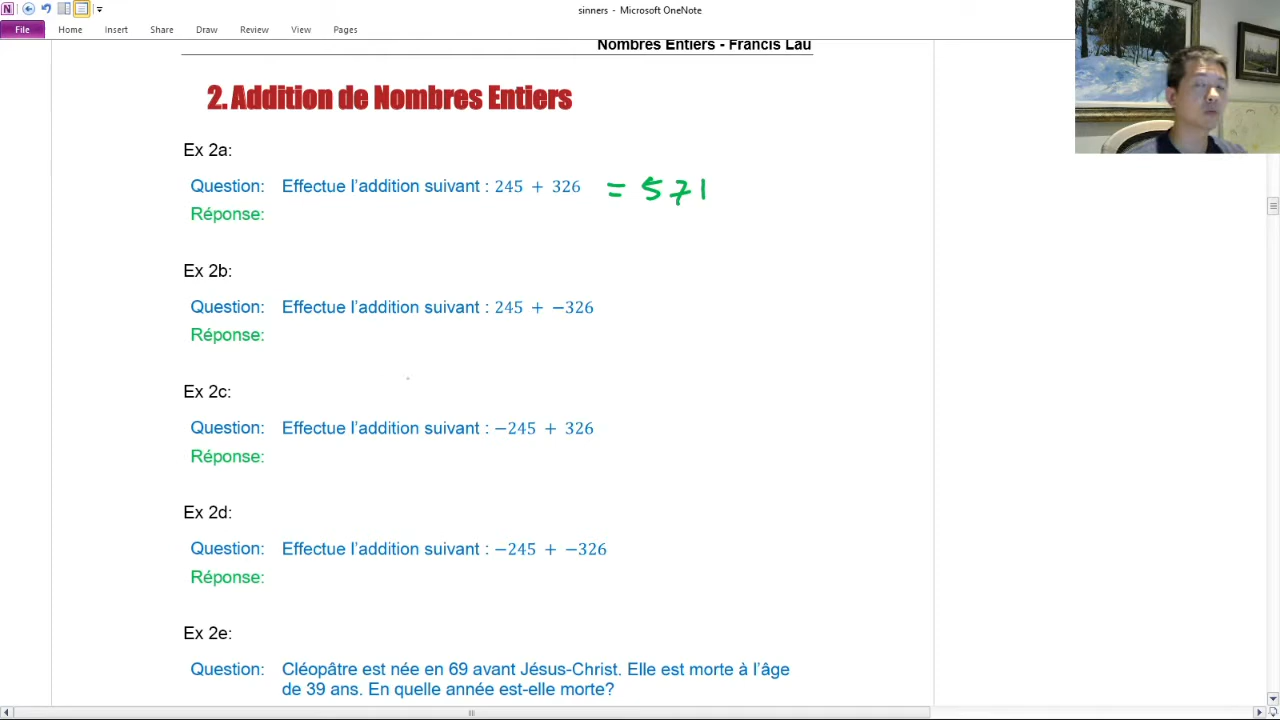 sinners - Microsoft OneNote
File Home Insert Share Draw Review View Pages
Nombres Entiers - Francis Lau
2. Addition de Nombres Entiers
Ex 2a:
Question: Effectue l’addition suivant : 245 + 326 = 571
Réponse:
Ex 2b:
Question: Effectue l’addition suivant : 245 + −326
Réponse:
Ex 2c:
Question: Effectue l’addition suivant : −245 + 326
Réponse:
Ex 2d:
Question: Effectue l’addition suivant : −245 + −326
Réponse:
Ex 2e:
Question: Cléopâtre est née en 69 avant Jésus-Christ. Elle est morte à l’âge
de 39 ans. En quelle année est-elle morte?